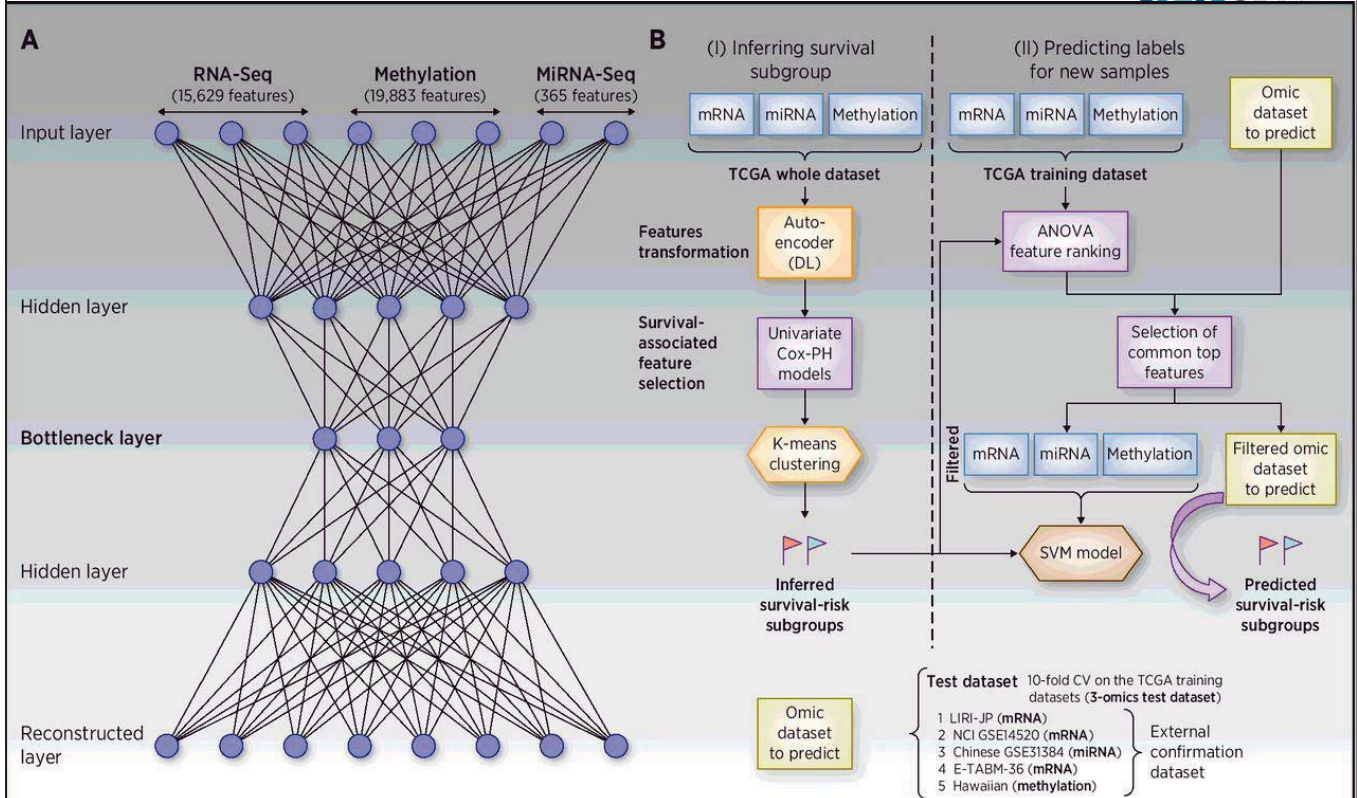 A
RNA-Seq
(15,629 features)
Methylation
(19,883 features)
MiRNA-Seq
(365 features)
Input layer
Hidden layer
Bottleneck layer
Hidden layer
Reconstructed
layer
B
(I) Inferring survival
subgroup
mRNA
miRNA
Methylation
TCGA whole dataset
Features
transformation
Auto-
encoder
(DL)
Survival-
associated
feature
selection
Univariate
Cox-PH
models
K-means
clustering
Inferred
survival-risk
subgroups
(II) Predicting labels
for new samples
mRNA
miRNA
Methylation
Omic
dataset
to predict
TCGA training dataset
ANOVA
feature ranking
Selection of
common top
features
Filtered
mRNA
miRNA
Methylation
Filtered omic
dataset
to predict
SVM model
Predicted
survival-risk
subgroups
Omic
dataset
to predict
Test dataset 10-fold CV on the TCGA training
datasets (3-omics test dataset)
1 LIRI-JP (mRNA)
2 NCI GSE14520 (mRNA)
3 Chinese GSE31384 (miRNA)
4 E-TABM-36 (mRNA)
5 Hawaiian (methylation)
External
confirmation
dataset